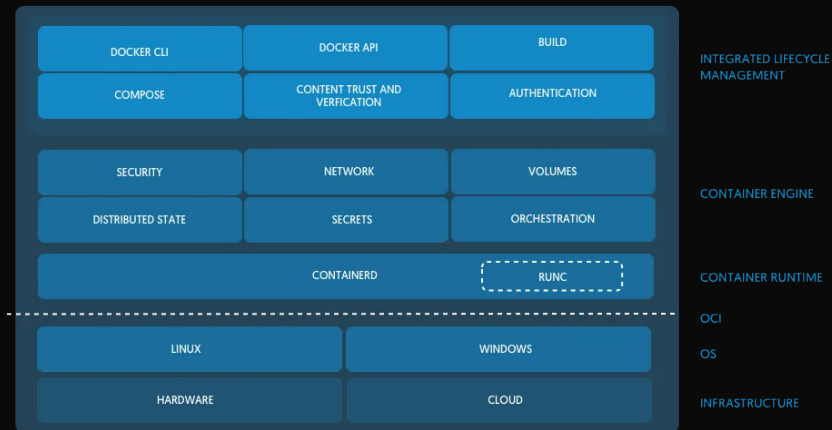 DOCKER CLI
DOCKER API
BUILD
INTEGRATED LIFECYCLE
MANAGEMENT
COMPOSE
CONTENT TRUST AND
VERFICATION
AUTHENTICATION
SECURITY
NETWORK
VOLUMES
CONTAINER ENGINE
DISTRIBUTED STATE
SECRETS
ORCHESTRATION
CONTAINERD
RUNC
CONTAINER RUNTIME
OCI
LINUX
WINDOWS
OS
HARDWARE
CLOUD
INFRASTRUCTURE